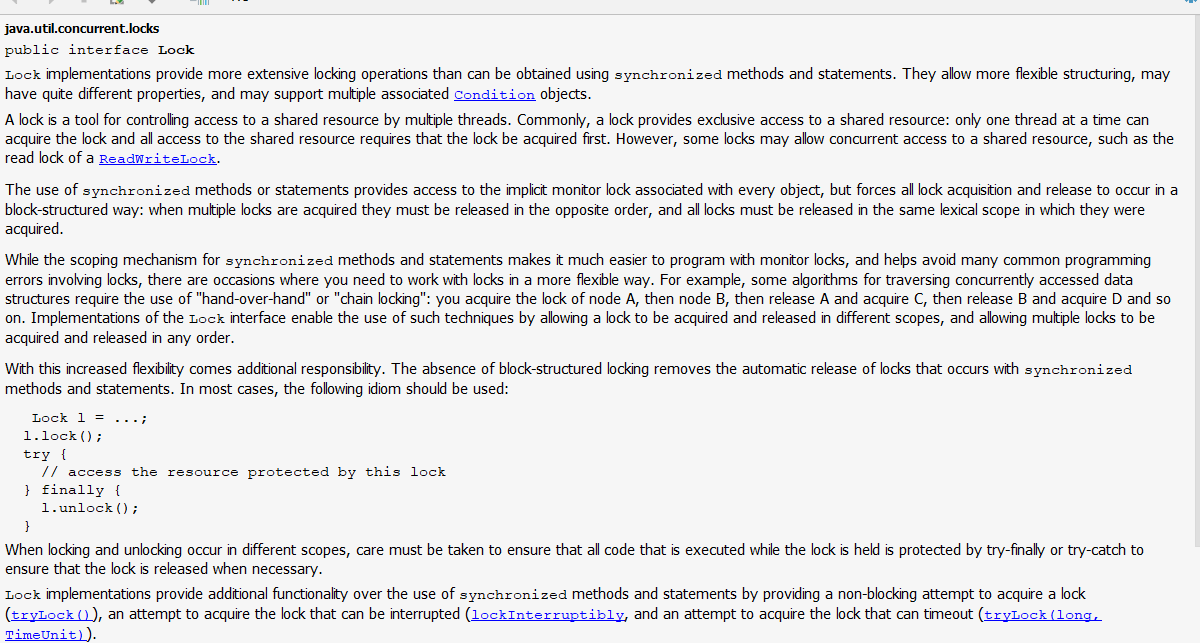 java.util.concurrent.locks
public interface Lock
Lock implementations provide more extensive locking operations than can be obtained using synchronized methods and statements. They allow more flexible structuring, may
have quite different properties, and may support multiple associated Condition objects.
A lock is a tool for controlling access to a shared resource by multiple threads. Commonly, a lock provides exclusive access to a shared resource: only one thread at a time can
acquire the lock and all access to the shared resource requires that the lock be acquired first. However, some locks may allow concurrent access to a shared resource, such as the
read lock of a ReadWriteLock.
The use of synchronized methods or statements provides access to the implicit monitor lock associated with every object, but forces all lock acquisition and release to occur in a
block-structured way: when multiple locks are acquired they must be released in the opposite order, and all locks must be released in the same lexical scope in which they were
acquired.
While the scoping mechanism for synchronized methods and statements makes it much easier to program with monitor locks, and helps avoid many common programming
errors involving locks, there are occasions where you need to work with locks in a more flexible way. For example, some algorithms for traversing concurrently accessed data
structures require the use of "hand-over-hand" or "chain locking": you acquire the lock of node A, then node B, then release A and acquire C, then release B and acquire D and so
on. Implementations of the Lock interface enable the use of such techniques by allowing a lock to be acquired and released in different scopes, and allowing multiple locks to be
acquired and released in any order.
With this increased flexibility comes additional responsibility. The absence of block-structured locking removes the automatic release of locks that occurs with synchronized
methods and statements. In most cases, the following idiom should be used:
Lock l = ...;
l.lock();
try {
// access the resource protected by this lock
} finally {
l.unlock();
}
When locking and unlocking occur in different scopes, care must be taken to ensure that all code that is executed while the lock is held is protected by try-finally or try-catch to
ensure that the lock is released when necessary.
Lock implementations provide additional functionality over the use of synchronized methods and statements by providing a non-blocking attempt to acquire a lock
(tryLock()), an attempt to acquire the lock that can be interrupted (lockInterruptibly, and an attempt to acquire the lock that can timeout (tryLock(long,
TimeUnit)).